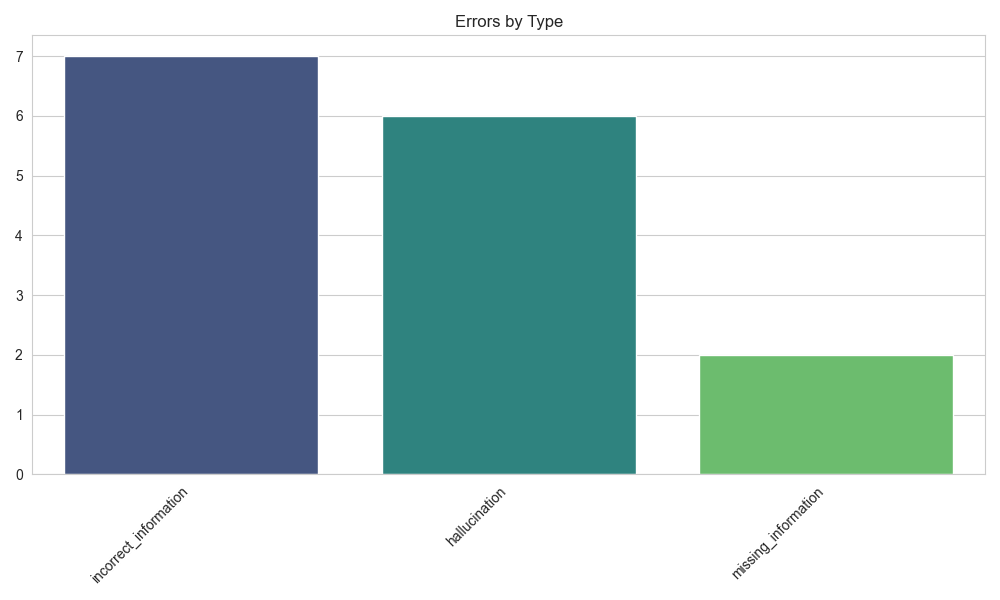 Errors by Type
7
6
5
4
3
2
1
0
incorrect_information
hallucination
missing_information